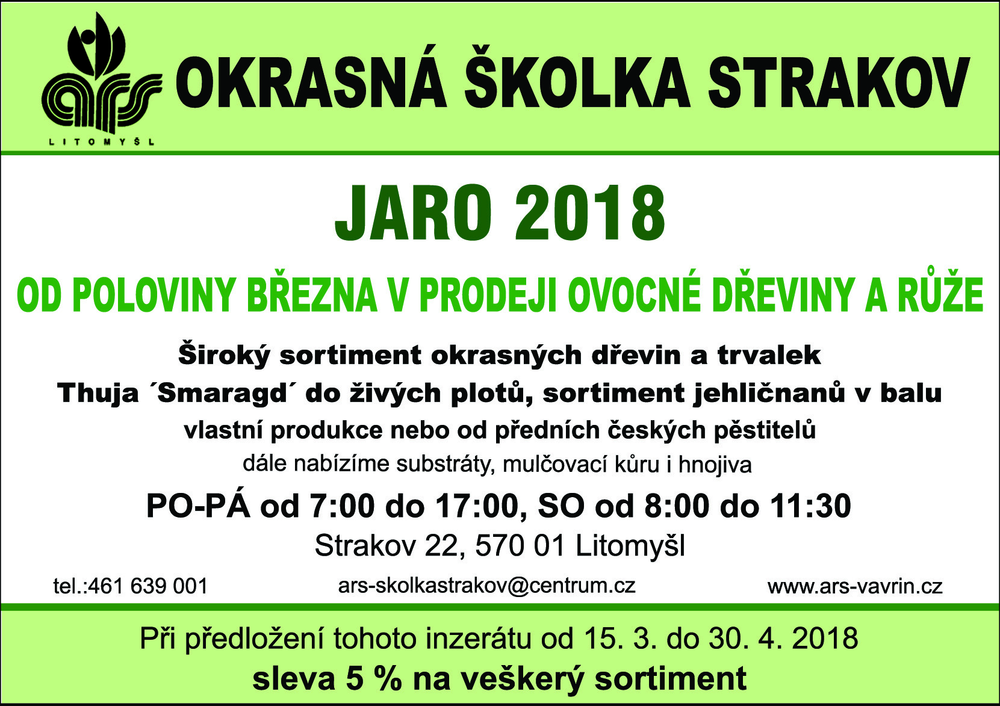 ars
LITOMYŠL
OKRASNÁ ŠKOLKA STRAKOV
JARO 2018
OD POLOVINY BŘEZNA V PRODEJI OVOCNÉ DŘEVINY A RŮŽE
Široký sortiment okrasných dřevin a trvalek
Thuja ´Smaragd´ do živých plotů, sortiment jehličnanů v balu
vlastní produkce nebo od předních českých pěstitelů
dále nabízíme substráty, mulčovací kůru i hnojiva
PO-PÁ od 7:00 do 17:00, SO od 8:00 do 11:30
Strakov 22, 570 01 Litomyšl
tel.:461 639 001 ars-skolkastrakov@centrum.cz www.ars-vavrin.cz
Při předložení tohoto inzerátu od 15. 3. do 30. 4. 2018
sleva 5 % na veškerý sortiment